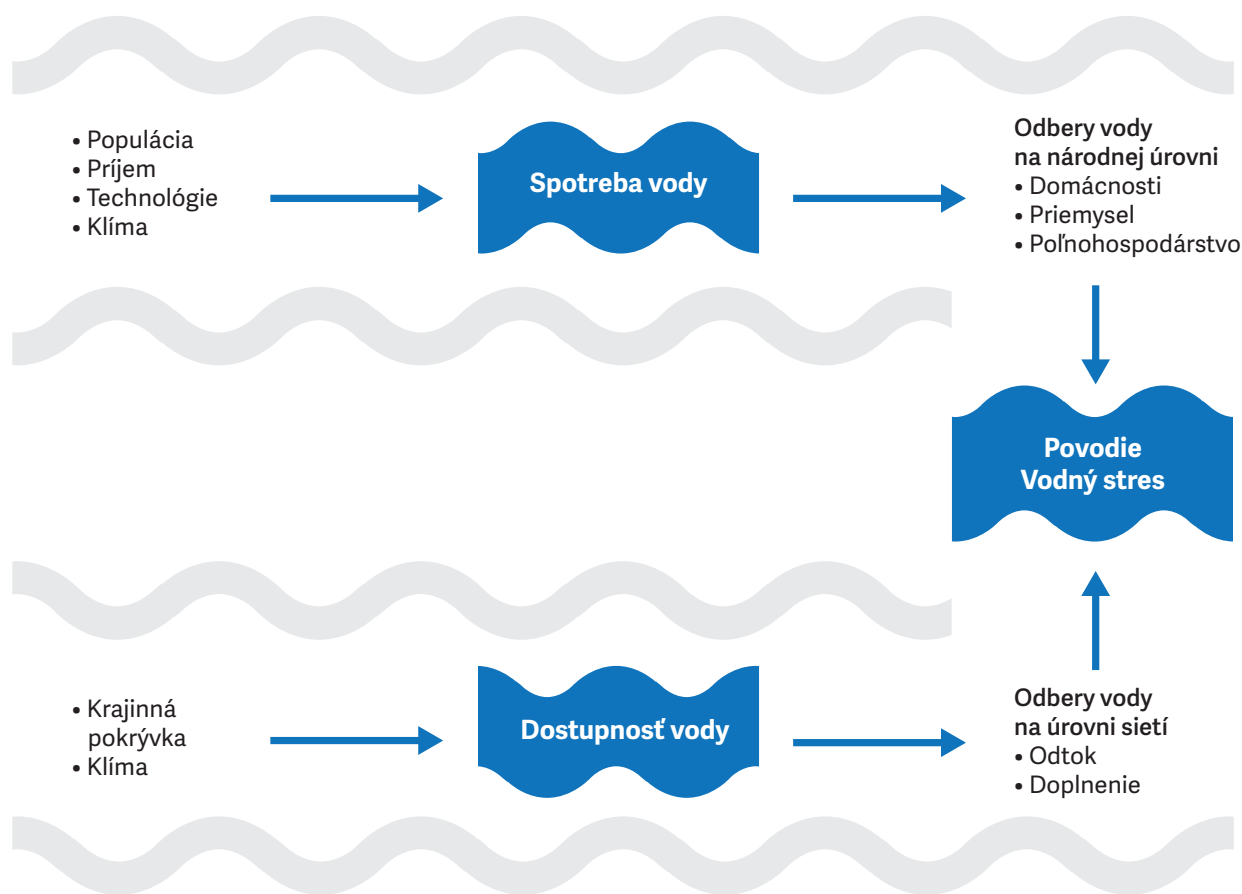 • Populácia
• Príjem
• Technológie
• Klíma
Spotreba vody
Odbery vody
na národnej úrovni
• Domácnosti
• Priemysel
• Poľnohospodárstvo
Povodie
Vodný stres
• Krajinná
pokrývka
• Klíma
Dostupnosť vody
Odbery vody
na úrovni sietí
• Odtok
• Doplnenie